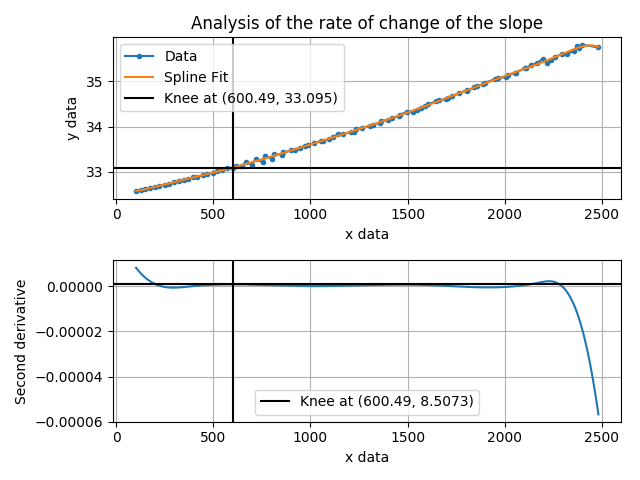 Analysis of the rate of change of the slope
Data
Spline Fit
Knee at (600.49, 33.095)
y data
35
34
33
0 500 1000 1500 2000 2500
x data
Second derivative
0.00000
−0.00002
−0.00004
−0.00006
Knee at (600.49, 8.5073)
0 500 1000 1500 2000 2500
x data